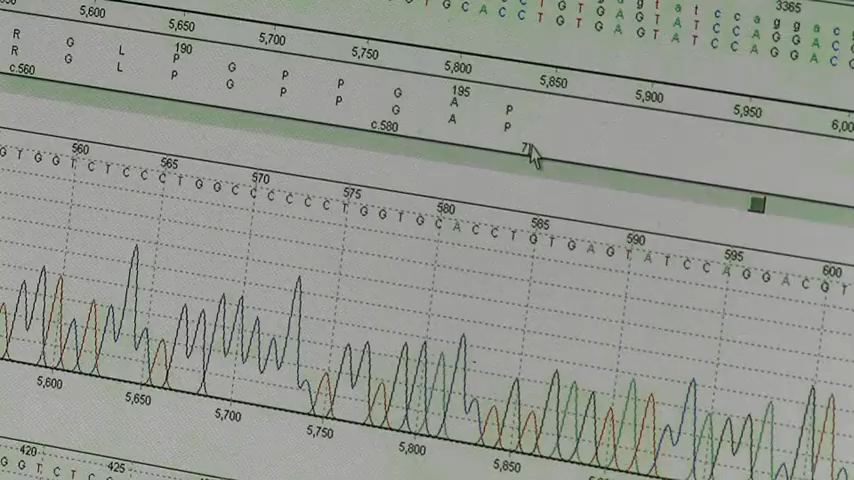 3365
G C A C C T G T G A G t a t c c a g g a c g
T G T G A G T A T C C A G G A C G
5,600 5,650 5,700 5,750 5,800 5,850 5,900 5,950 6,00
R G L 190 P G P P G 195 A P
R G L P G P P G A P
c.560 c.580
560 565 570 575 580 585 590 595 600
G T G G T C T C C C T G G C C C C C C T G G T G C A C C T G T G A G T A T C C A G G A C G T
5,600 5,650 5,700 5,750 5,800 5,850
420 425
G G T C T C